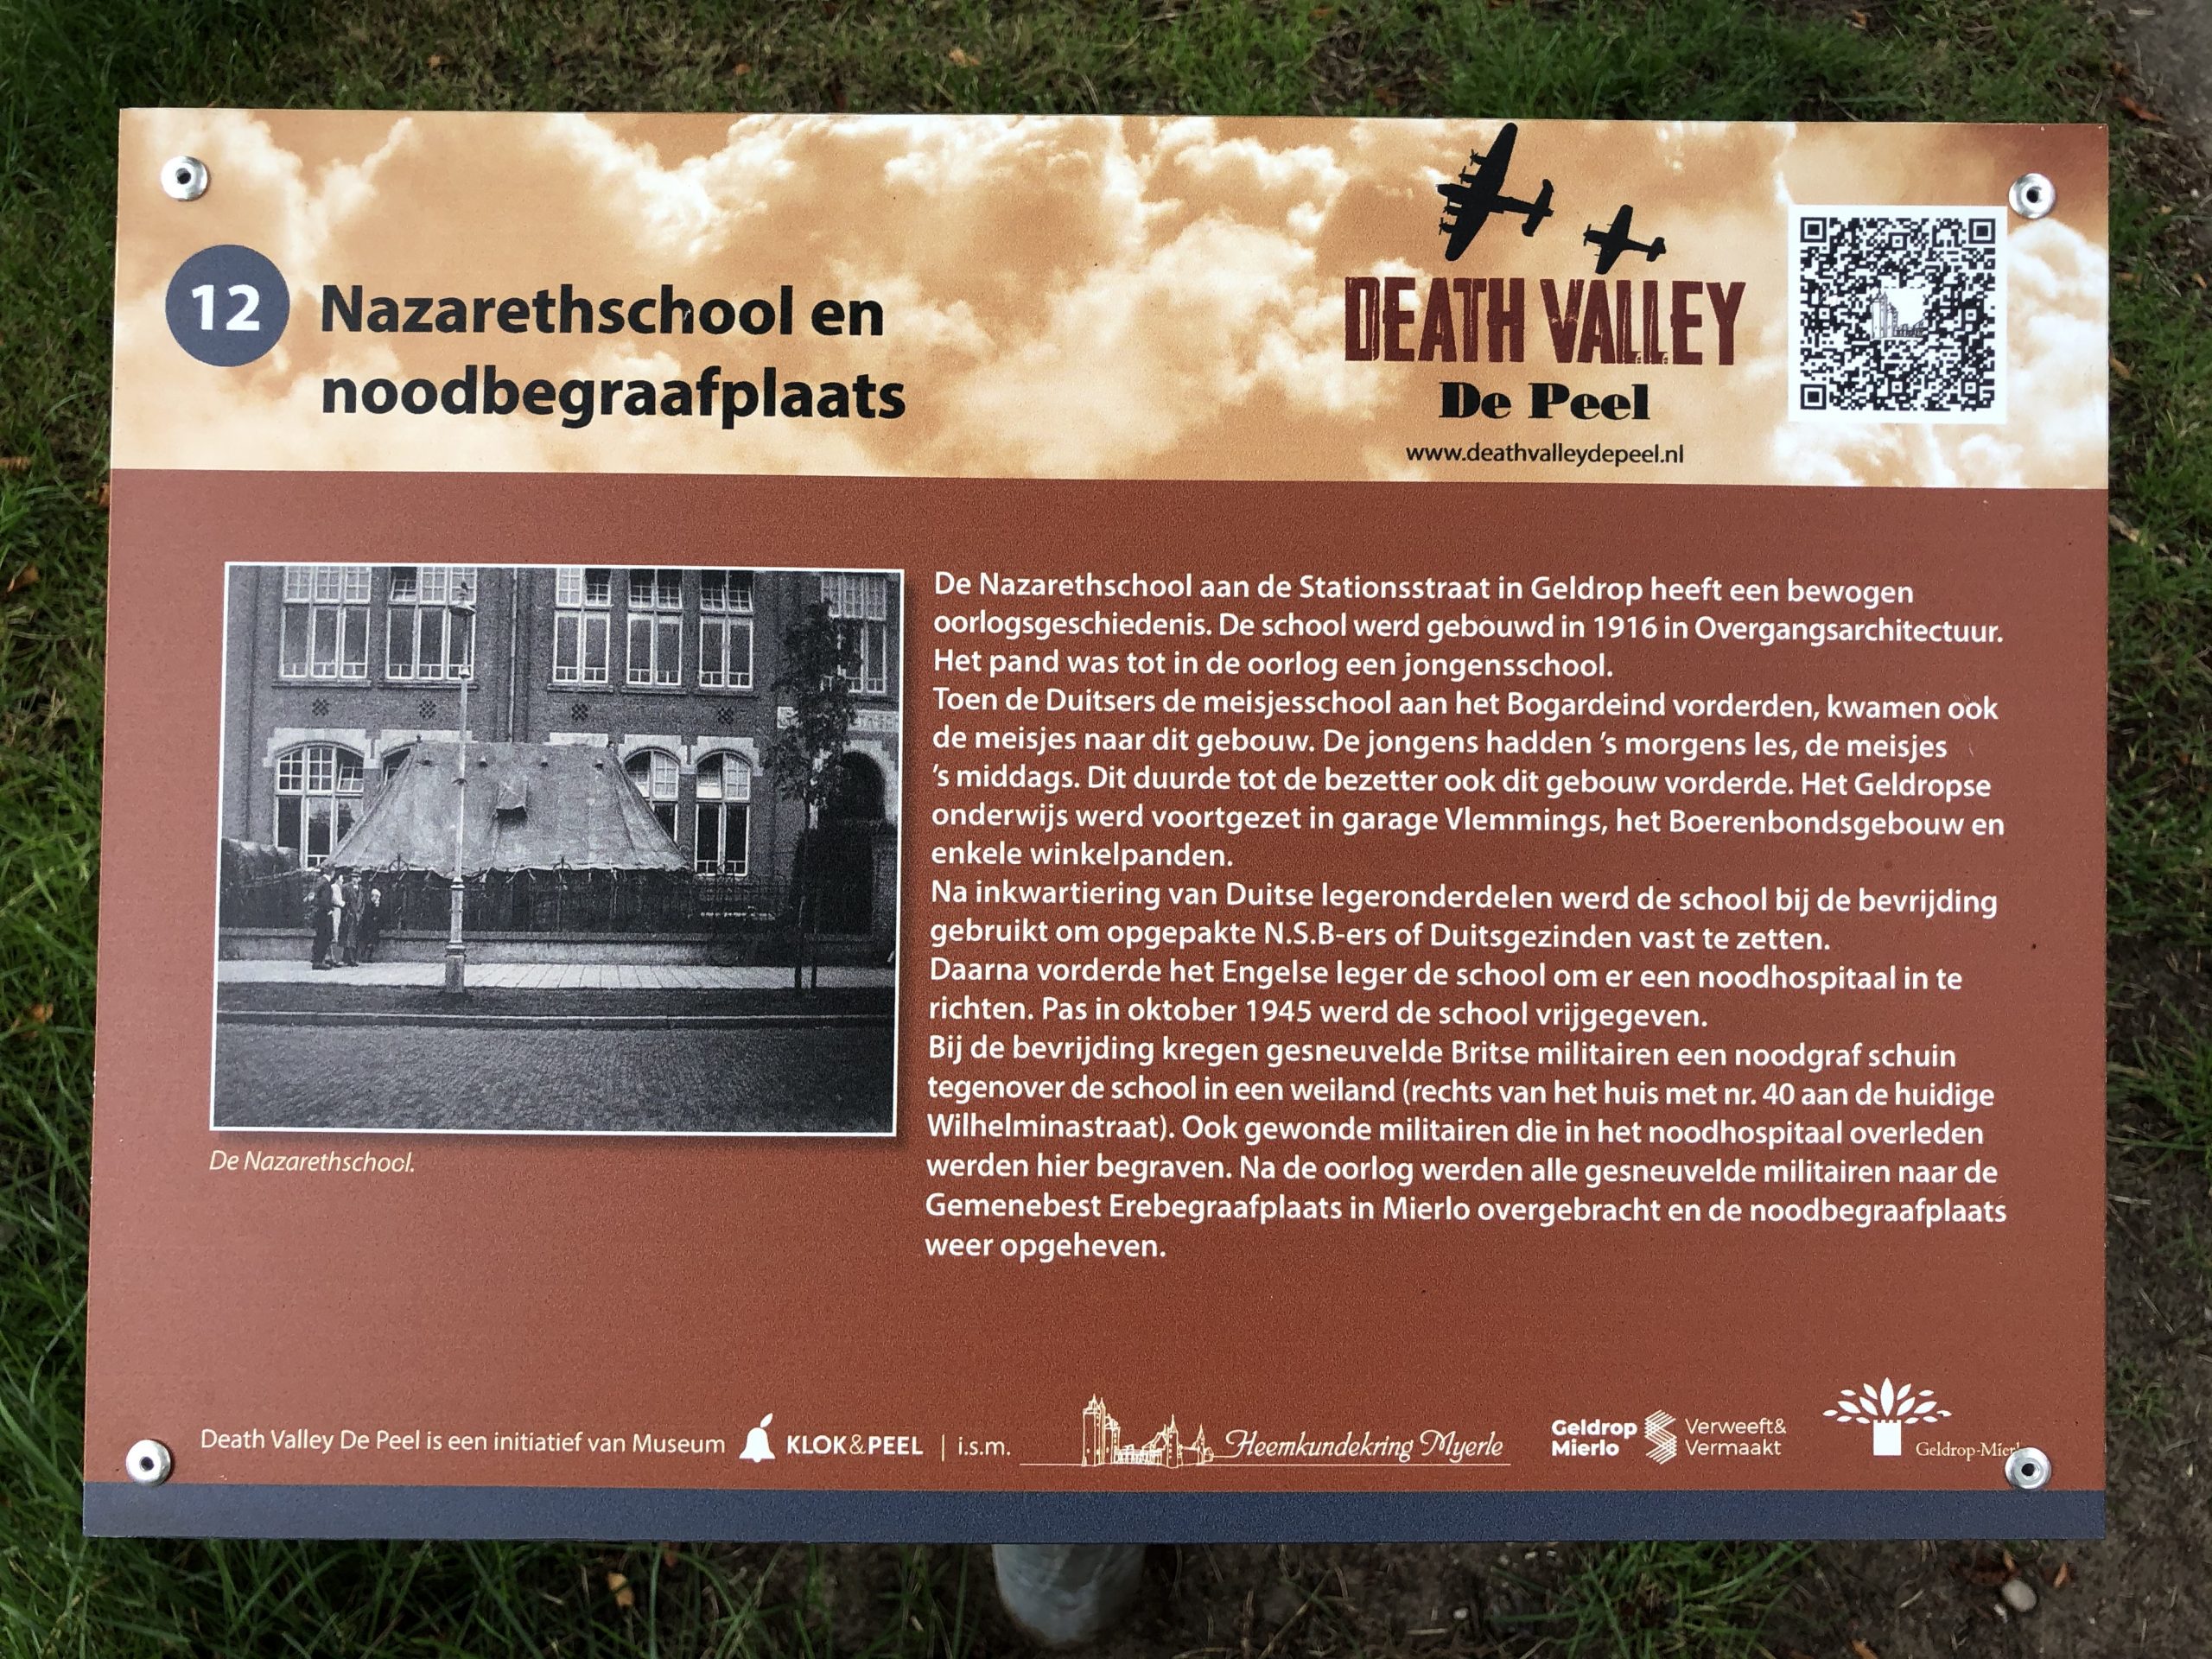 12
Nazarethschool en
noodbegraafplaats
DEATH VALLEY
De Peel
www.deathvalleydepeel.nl
De Nazarethschool aan de Stationsstraat in Geldrop heeft een bewogen
oorlogsgeschiedenis. De school werd gebouwd in 1916 in Overgangsarchitectuur.
Het pand was tot in de oorlog een jongensschool.
Toen de Duitsers de meisjesschool aan het Bogardeind vorderden, kwamen ook
de meisjes naar dit gebouw. De jongens hadden 's morgens les, de meisjes
's middags. Dit duurde tot de bezetter ook dit gebouw vorderde. Het Geldropse
onderwijs werd voortgezet in garage Vlemmings, het Boerenbondsgebouw en
enkele winkelpanden.
Na inkwartiering van Duitse legeronderdelen werd de school bij de bevrijding
gebruikt om opgepakte N.S.B-ers of Duitsgezinden vast te zetten.
Daarna vorderde het Engelse leger de school om er een noodhospitaal in te
richten. Pas in oktober 1945 werd de school vrijgegeven.
Bij de bevrijding kregen gesneuvelde Britse militairen een noodgraf schuin
tegenover de school in een weiland (rechts van het huis met nr. 40 aan de huidige
Wilhelminastraat). Ook gewonde militairen die in het noodhospitaal overleden
werden hier begraven. Na de oorlog werden alle gesneuvelde militairen naar de
Gemenebest Erebegraafplaats in Mierlo overgebracht en de noodbegraafplaats
weer opgeheven.
De Nazarethschool.
Death Valley De Peel is een initiatief van Museum KLOK&PEEL | i.s.m. Heemkundekring Myerle
Geldrop Mierlo
Verweeft& Vermaakt
Geldrop-Mierl